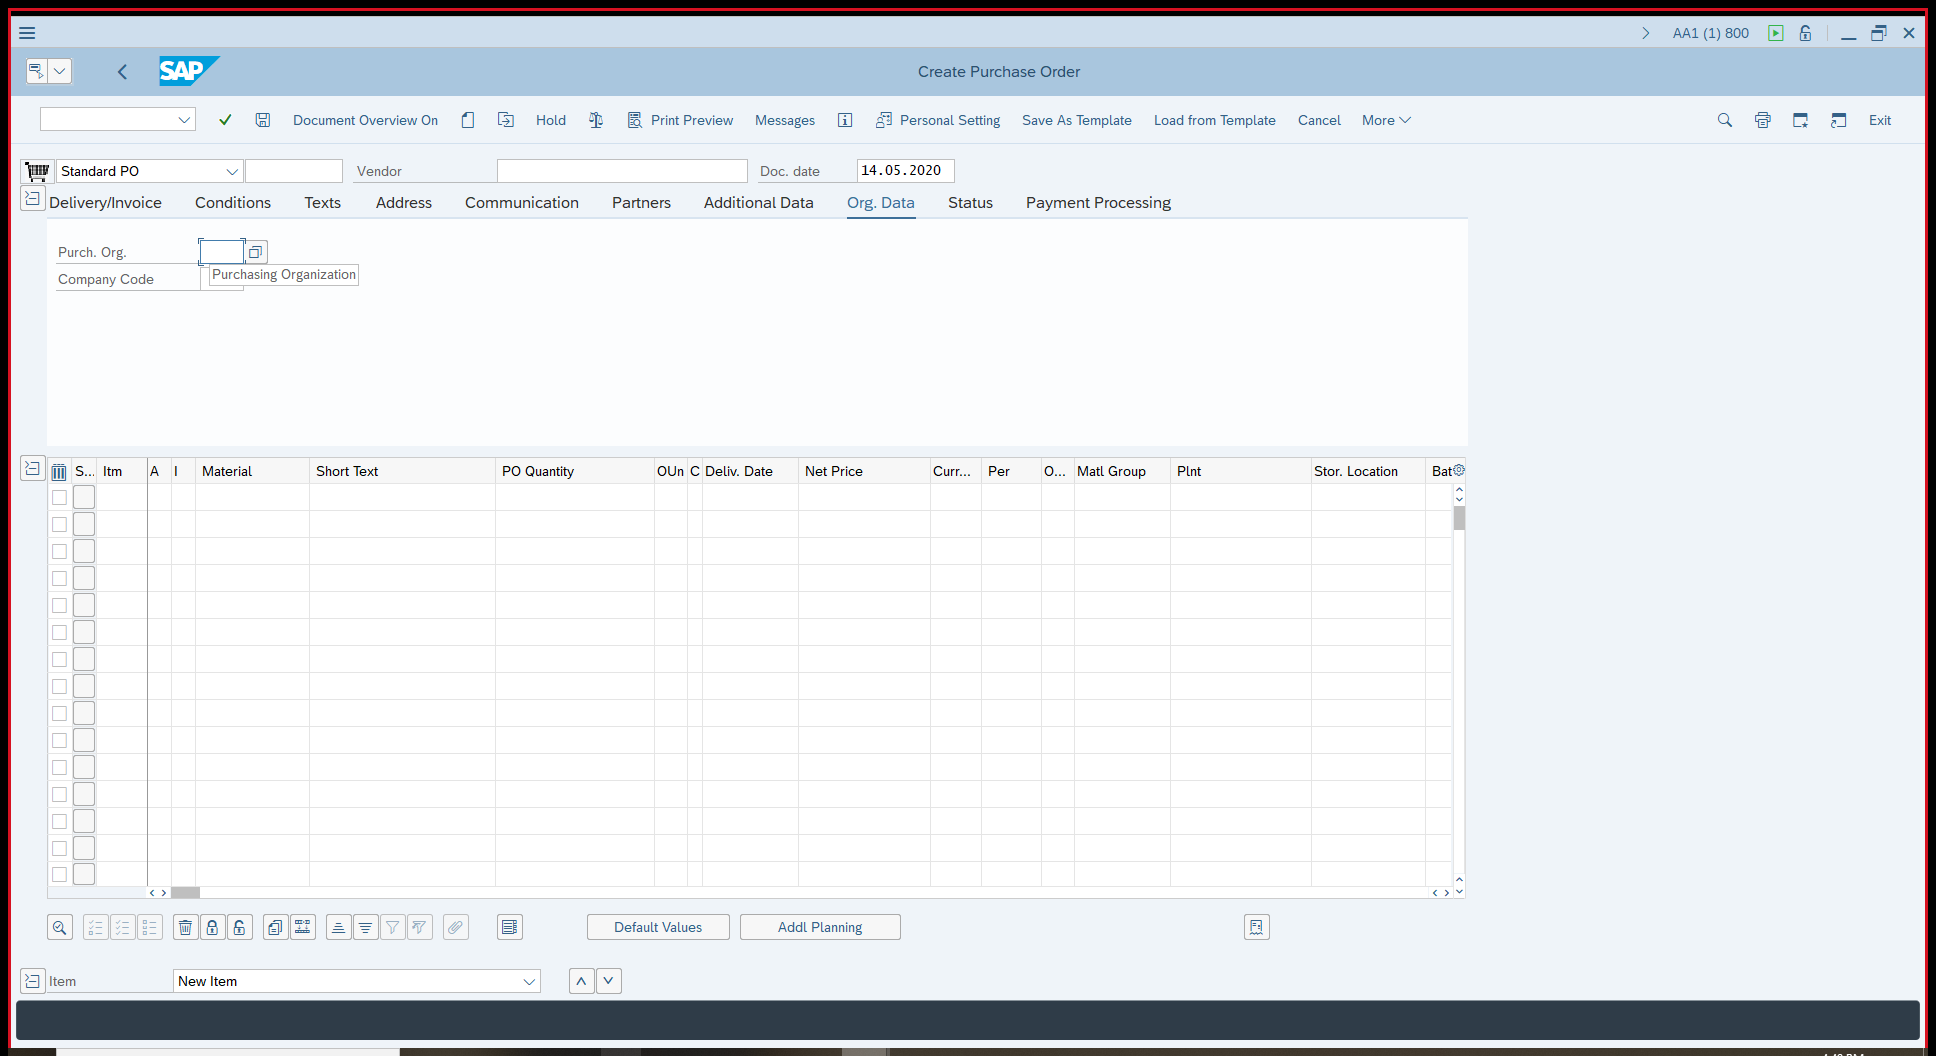 AA1 (1) 800
SAP
Create Purchase Order
Document Overview On Hold Print Preview Messages Personal Setting Save As Template Load from Template Cancel More Exit
Standard PO Vendor Doc. date 14.05.2020
Delivery/Invoice Conditions Texts Address Communication Partners Additional Data Org. Data Status Payment Processing
Purch. Org.
Purchasing Organization
Company Code
S... Itm A I Material Short Text PO Quantity OUn C Deliv. Date Net Price Curr... Per O... Matl Group Plnt Stor. Location Bat
Default Values Addl Planning
Item New Item